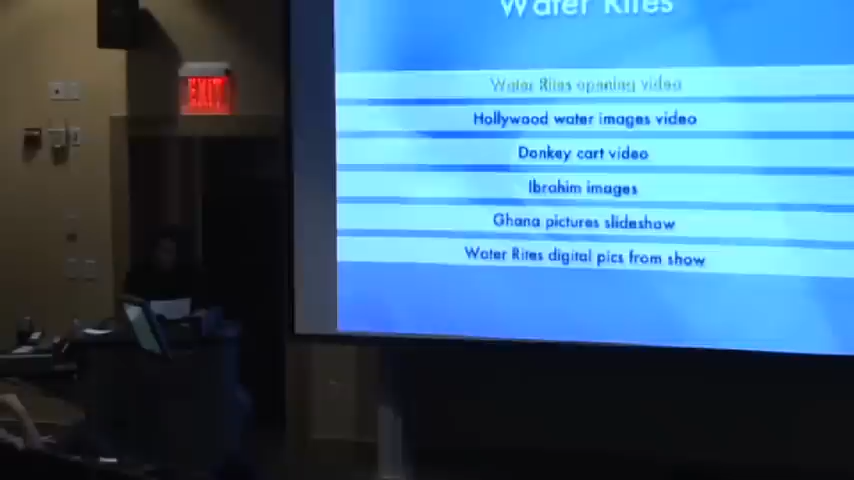 Water Rites
EXIT
Water Rites opening video
Hollywood water images video
Donkey cart video
Ibrahim images
Ghana pictures slideshow
Water Rites digital pics from show